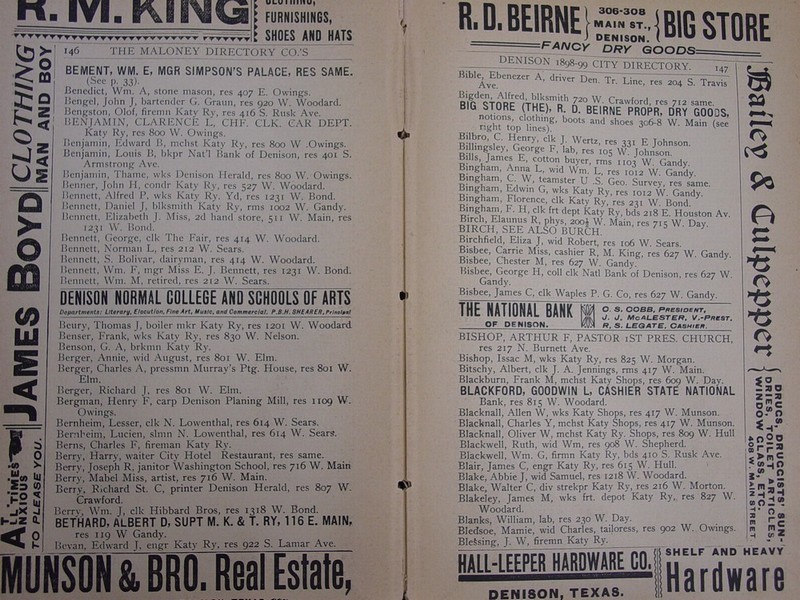 R. M. KING
CLOTHING,
FURNISHINGS,
SHOES AND HATS
146 THE MALONEY DIRECTORY CO.'S
BEMENT, WM. E, MGR SIMPSON'S PALACE, RES SAME.
(See p. 33).
Benedict, Wm. A, stone mason, res 407 E. Owings.
Bengel, John J, bartender G. Graun, res 920 W. Woodard.
Bengston, Olof, firemn Katy Ry, res 416 S. Rusk Ave.
BENJAMIN, CLARENCE L, CHF. CLK. CAR DEPT.
Katy Ry, res 800 W. Owings.
Benjamin, Edward B, mchst Katy Ry, res 800 W .Owings.
Benjamin, Louis B, bkpr Nat'l Bank of Denison, res 401 S.
Armstrong Ave.
Benjamin, Thame, wks Denison Herald, res 800 W. Owings.
Benner, John H, condr Katy Ry, res 527 W. Woodard.
Bennett, Alfred P, wks Katy Ry. Y'd, res 1231 W. Bond.
Bennett, Daniel J, blksmith Katy Ry, rms 1002 W. Gandy.
Bennett, Elizabeth J. Miss, 2d hand store, 511 W. Main, res
1231 W. Bond.
Bennett, George, clk The Fair, res 414 W. Woodard.
Bennett, Norman L, res 212 W. Sears.
Bennett, S. Bolivar, dairyman, res 414 W. Woodard.
Bennett, Wm. F, mgr Miss E. J. Bennett, res 1231 W. Bond.
Bennett, Wm. M, retired, res 212 W. Sears.
DENISON NORMAL COLLEGE AND SCHOOLS OF ARTS
Departments: Literary, Elocution, Fine Art, Music, and Commercial. P.B.H. SHEARER, Principal
Beury, Thomas J, boiler mkr Katy Ry, res 1201 W. Woodard
Benser, Frank, wks Katy Ry, res 830 W. Nelson.
Benson, G. A, brkmn Katy Ry.
Berger, Annie, wid August, res 801 W. Elm.
Berger, Charles A, pressmn Murray's Ptg. House, res 801 W.
Elm.
Berger, Richard J, res 801 W. Elm.
Bergman, Henry F, carp Denison Planing Mill, res 1109 W.
Owings.
Bernheim, Lesser, clk N. Lowenthal, res 614 W. Sears.
Bernheim, Lucien, slmn N. Lowenthal, res 614 W. Sears.
Berns, Charles F, fireman Katy Ry.
Berry, Harry, waiter City Hotel Restaurant, res same.
Berry, Joseph R, janitor Washington School, res 716 W. Main
Berry, Mabel Miss, artist, res 716 W. Main.
Berry, Richard St. C, printer Denison Herald, res 807 W.
Crawford.
Berry, Wm. J, clk Hibbard Bros, res 1318 W. Bond.
BETHARD, ALBERT D, SUPT M. K. & T. RY, 116 E. MAIN,
res 119 W Gandy.
Bevan, Edward J, engr Katy Ry, res 922 S. Lamar Ave.
MUNSON & BRO. Real Estate,
JAMES BOYD
CLOTHING
MAN AND BOY
ALL TIMES
ANXIOUS
TO PLEASE YOU.
R. D. BEIRNE
306-308
MAIN ST.,
DENISON.
BIG STORE
FANCY DRY GOODS
DENISON 1898-99 CITY DIRECTORY. 147
Bible, Ebenezer A, driver Den. Tr. Line, res 204 S. Travis
Ave.
Bigden, Alfred, blksmith 720 W. Crawford, res 712 same.
BIG STORE (THE), R. D. BEIRNE PROPR, DRY GOODS,
notions, clothing, boots and shoes 306-8 W. Main (see
right top lines).
Bilbro, C. Henry, clk J. Wertz, res 331 E Johnson.
Billingsley, George F, lab, res 105 W. Johnson.
Bills, James E, cotton buyer, rms 1103 W. Gandy.
Bingham, Anna L, wid Wm. L, res 1012 W. Gandy.
Bingham, C. W, teamster U .S. Geo. Survey, res same.
Bingham, Edwin G, wks Katy Ry, res 1012 W. Gandy.
Bingham, Florence, clk Katy Ry, res 231 W. Bond.
Bingham, F. H, clk frt dept Katy Ry, bds 218 E. Houston Av.
Birch, Elannus R, phys, 200½ W. Main, res 715 W. Day.
BIRCH, SEE ALSO BURCH.
Birchfield, Eliza J, wid Robert, res 106 W. Sears.
Bisbee, Carrie Miss, cashier R, M. King, res 627 W. Gandy.
Bisbee, Chester M, res 627 W. Gandy.
Bisbee, George H, coll clk Natl Bank of Denison, res 627 W.
Gandy.
Bisbee, James C, clk Waples P. G. Co, res 627 W. Gandy.
THE NATIONAL BANK
OF DENISON.
O. S. COBB, PRESIDENT,
J. J, MCALESTER, V.-PREST,
R, S. LEGATE, CASHIER.
BISHOP, ARTHUR F, PASTOR 1ST PRES. CHURCH,
res 217 N. Burnett Ave.
Bishop, Issac M, wks Katy Ry, res 825 W. Morgan.
Bitschy, Albert, clk J. A. Jennings, rms 417 W. Main.
Blackburn, Frank M, mchst Katy Shops, res 609 W. Day.
BLACKFORD, GOODWIN L, CASHIER STATE NATIONAL
Bank, res 815 W. Woodard.
Blacknall, Allen W, wks Katy Shops, res 417 W. Munson.
Blacknall, Charles Y, mchst Katy Shops, res 417 W. Munson.
Blacknall, Oliver W, mchst Katy Ry. Shops, res 809 W. Hull
Blackwell, Ruth, wid Wm, res 908 W. Shepherd.
Blackwell, Wm. G, firmn Katy Ry, bds 410 S. Rusk Ave.
Blair, James C, engr Katy Ry, res 615 W. Hull.
Blake, Abbie J, wid Samuel, res 1218 W. Woodard.
Blake, Walter C, div strekpr Katy Ry, res 216 W. Morton.
Blakeley, James M, wks frt. depot Katy Ry, res 827 W.
Woodard.
Blanks, William, lab, res 230 W. Day.
Bledsoe, Mamie, wid Charles, tailoress, res 902 W. Owings.
Blessing, J. W, firemn Katy Ry.
HALL-LEEPER HARDWARE CO.
DENISON, TEXAS.
SHELF AND HEAVY
Hardware
Bailey & Culpepper
DRUGS, DRUGGISTS' SUN-
DRIES, TOILET ARTICLES,
WINDOW GLASS, ETC.
408 W. MAIN STREET